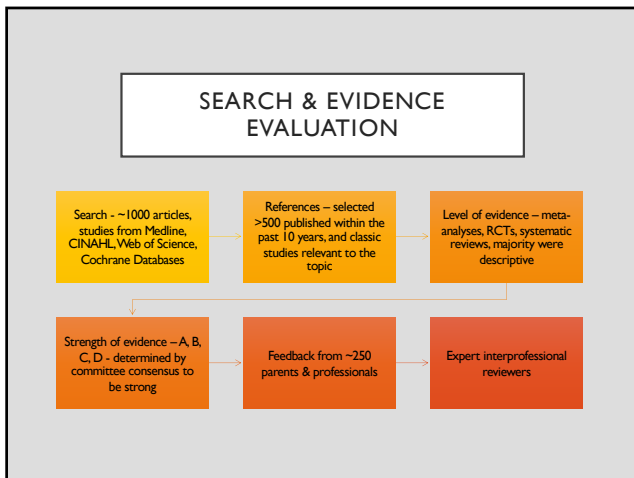 SEARCH & EVIDENCE
EVALUATION
Search - ~1000 articles,
studies from Medline,
CINAHL, Web of Science,
Cochrane Databases
References – selected
>500 published within the
past 10 years, and classic
studies relevant to the
topic
Level of evidence – meta-
analyses, RCTs, systematic
reviews, majority were
descriptive
Strength of evidence – A, B,
C, D - determined by
committee consensus to
be strong
Feedback from ~250
parents & professionals
Expert interprofessional
reviewers